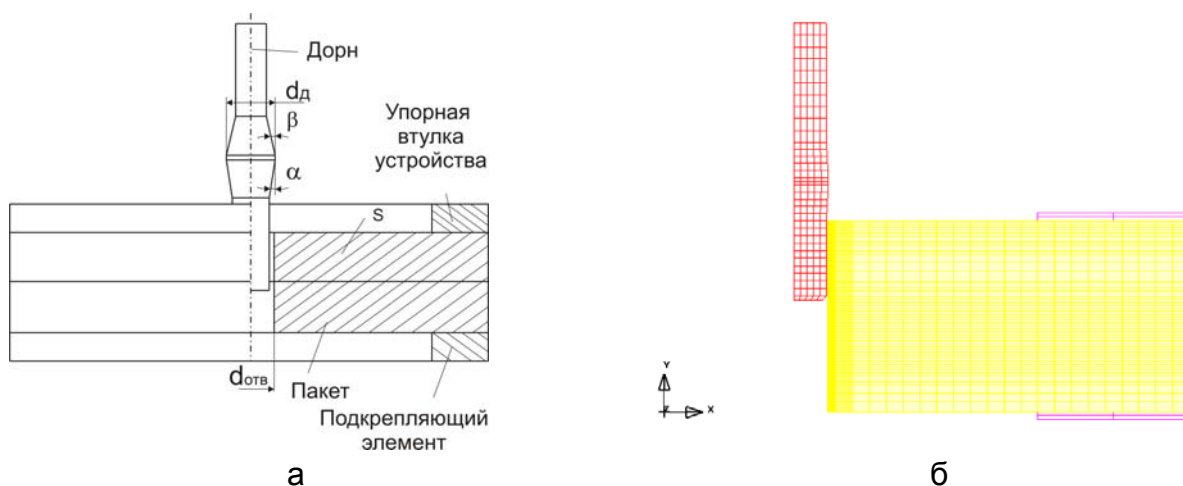 Дорн
dд
β
Упорная
втулка
устройства
α
s
dотв
Пакет
Подкрепляющий
элемент
а
Y
Z
X
б